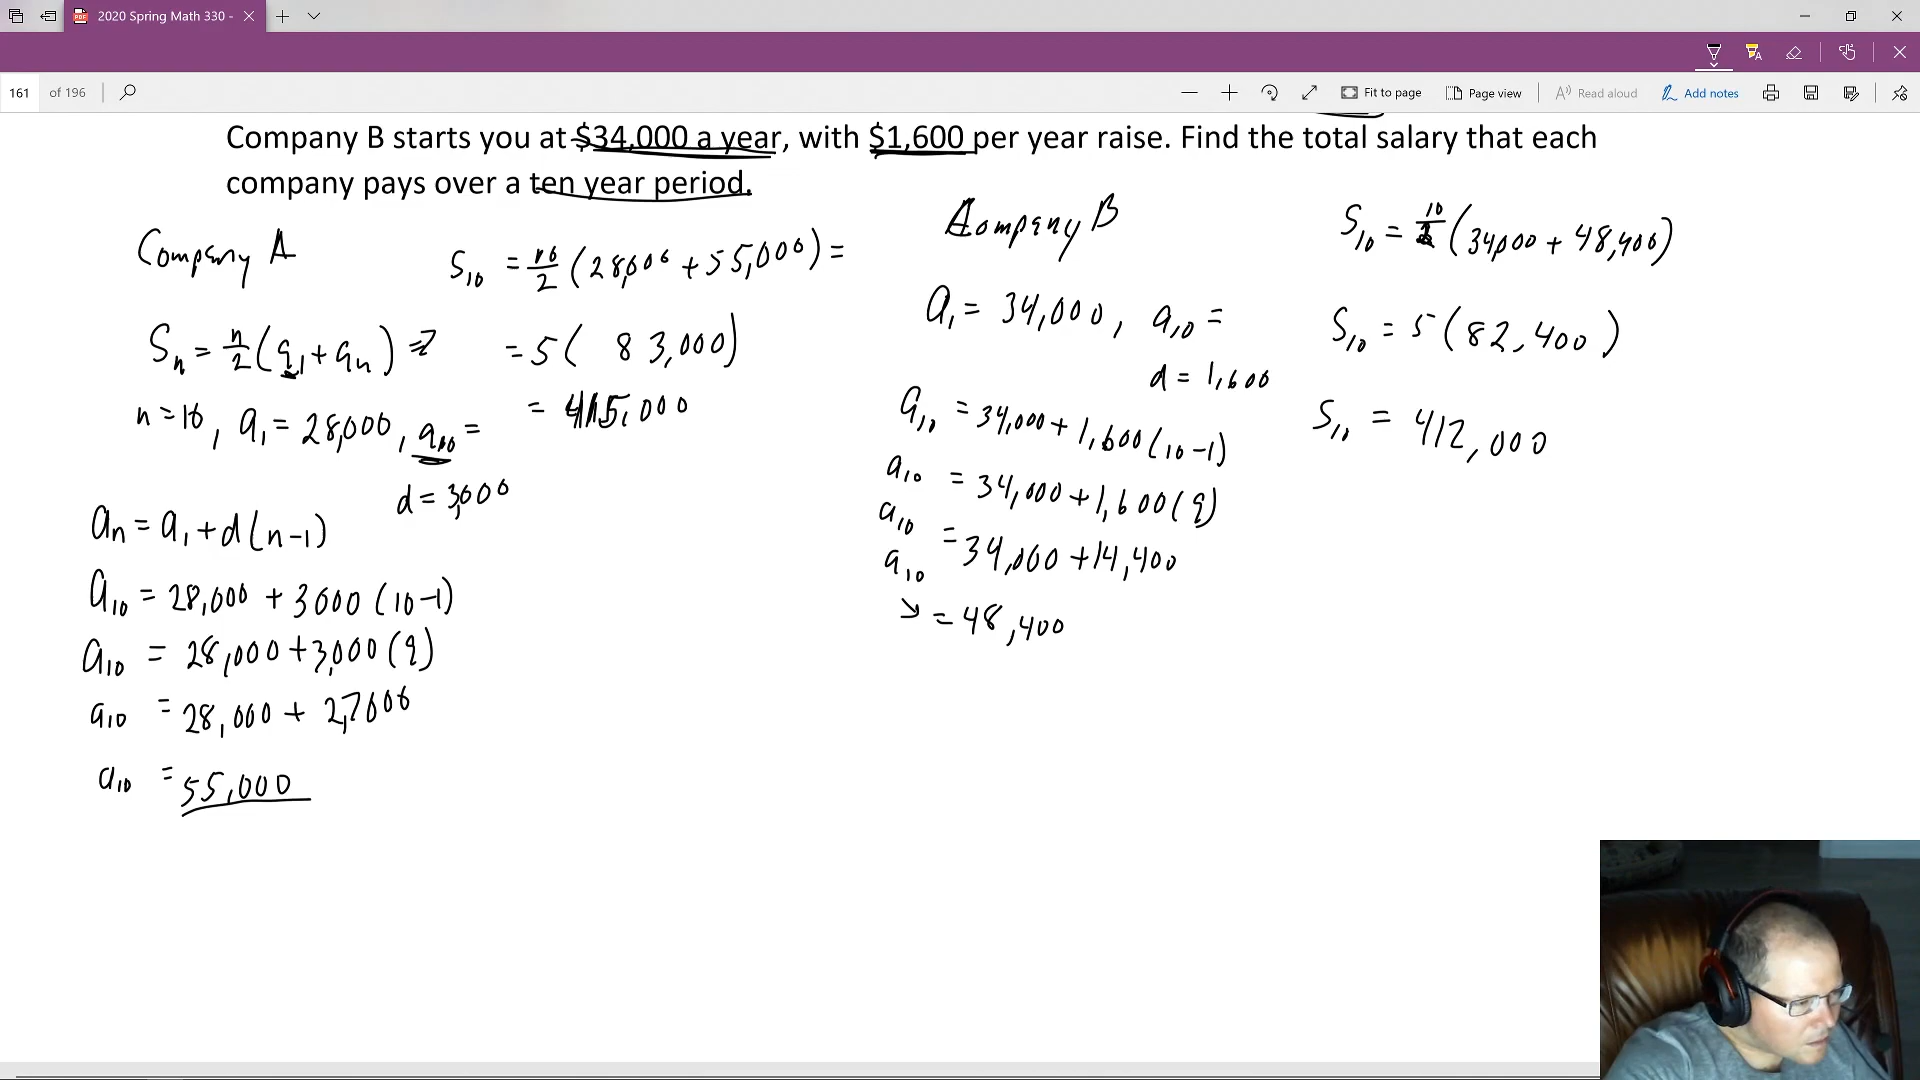 2020 Spring Math 330 -
161 of 196
Fit to page
Page view
Read aloud
Add notes
Company B starts you at $34,000 a year, with $1,600 per year raise. Find the total salary that each
company pays over a ten year period.
Company A
Sₙ = n/2 (a₁ + aₙ) =>
n = 10, a₁ = 28,000, a₁₀ =
d = 3,000
aₙ = a₁ + d(n-1)
a₁₀ = 28,000 + 3000(10-1)
a₁₀ = 28,000 + 3,000(9)
a₁₀ = 28,000 + 27000
a₁₀ = 55,000
S₁₀ = 10/2 (28,000 + 55,000) =
= 5(83,000)
= 415,000
Company B
a₁ = 34,000, a₁₀ =
d = 1,600
a₁₀ = 34,000 + 1,600(10-1)
a₁₀ = 34,000 + 1,600(9)
a₁₀ = 34,000 + 14,400
a₁₀
= 48,400
S₁₀ = 10/2 (34,000 + 48,400)
S₁₀ = 5(82,400)
S₁₀ = 412,000